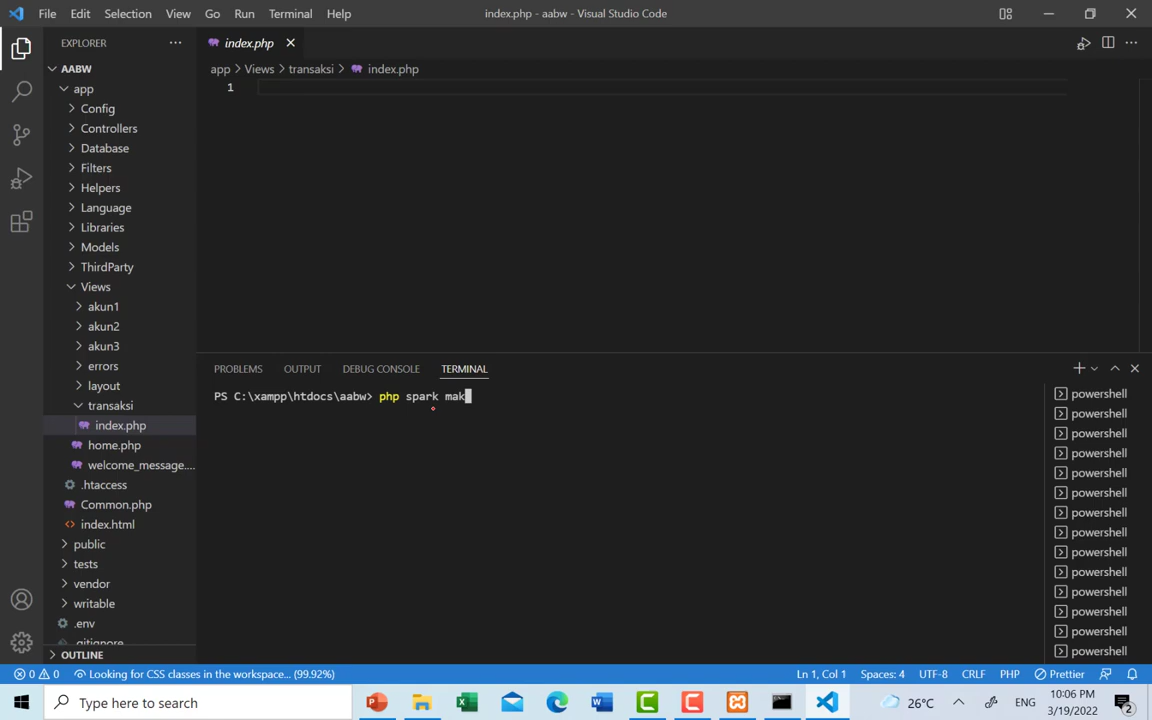 File Edit Selection View Go Run Terminal Help
index.php - aabw - Visual Studio Code
EXPLORER
index.php
AABW
app > Views > transaksi > index.php
1
app
Config
Controllers
Database
Filters
Helpers
Language
Libraries
Models
ThirdParty
Views
akun1
akun2
akun3
errors
layout
transaksi
index.php
home.php
welcome_message....
.htaccess
Common.php
index.html
public
tests
vendor
writable
.env
.gitignore
OUTLINE
PROBLEMS OUTPUT DEBUG CONSOLE TERMINAL
PS C:\xampp\htdocs\aabw> php spark mak
powershell
powershell
powershell
powershell
powershell
powershell
powershell
powershell
powershell
powershell
powershell
powershell
powershell
powershell
0 0 Looking for CSS classes in the workspace... (99.92%)
Ln 1, Col 1 Spaces: 4 UTF-8 CRLF PHP Prettier
Type here to search
26°C
ENG
10:06 PM
3/19/2022
2